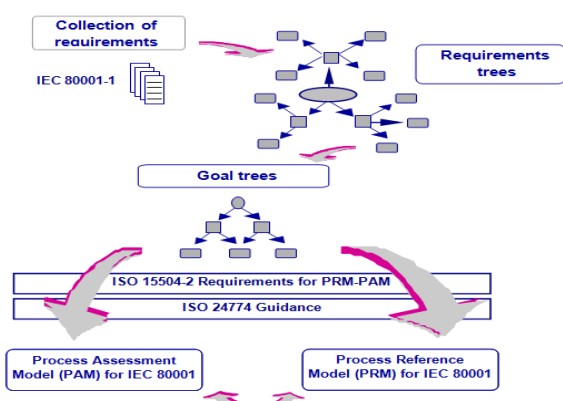 Collection of
requirements
IEC 80001-1
Requirements
trees
Goal trees
ISO 15504-2 Requirements for PRM-PAM
ISO 24774 Guidance
Process Assessment
Model (PAM) for IEC 80001
Process Reference
Model (PRM) for IEC 80001